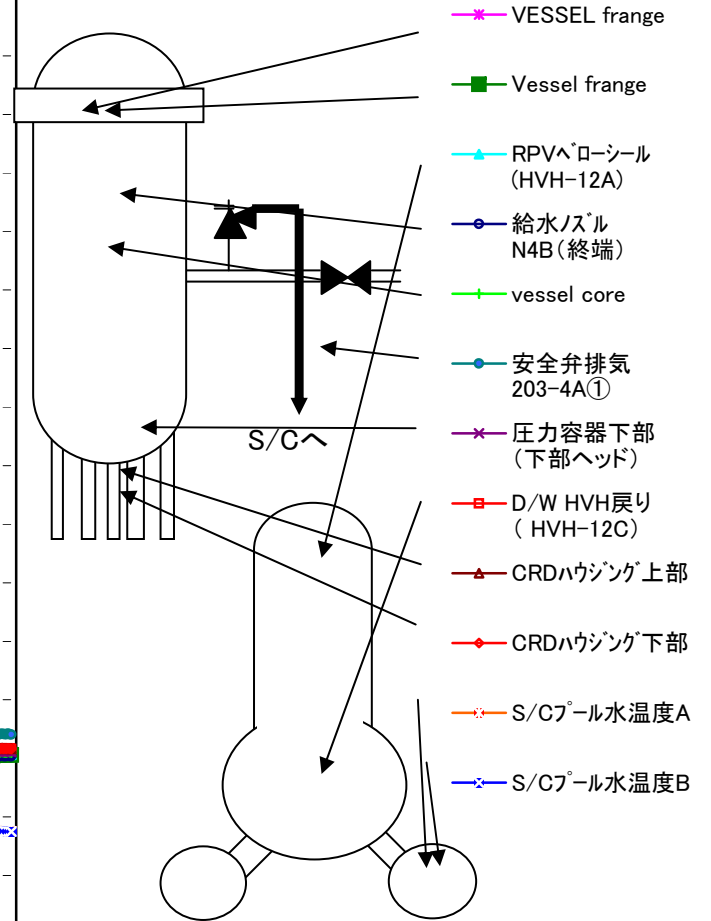 VESSEL frange
Vessel frange
RPVﾍﾞﾛｰシール
(HVH-12A)
給水ﾉｽﾞﾙ
N4B(終端)
vessel core
安全弁排気
203-4A①
圧力容器下部
(下部ヘッド)
D/W HVH戻り
( HVH-12C)
CRDﾊｳｼﾞﾝｸﾞ上部
CRDﾊｳｼﾞﾝｸﾞ下部
S/Cﾌﾟｰﾙ水温度A
S/Cﾌﾟｰﾙ水温度B
S/Cへ